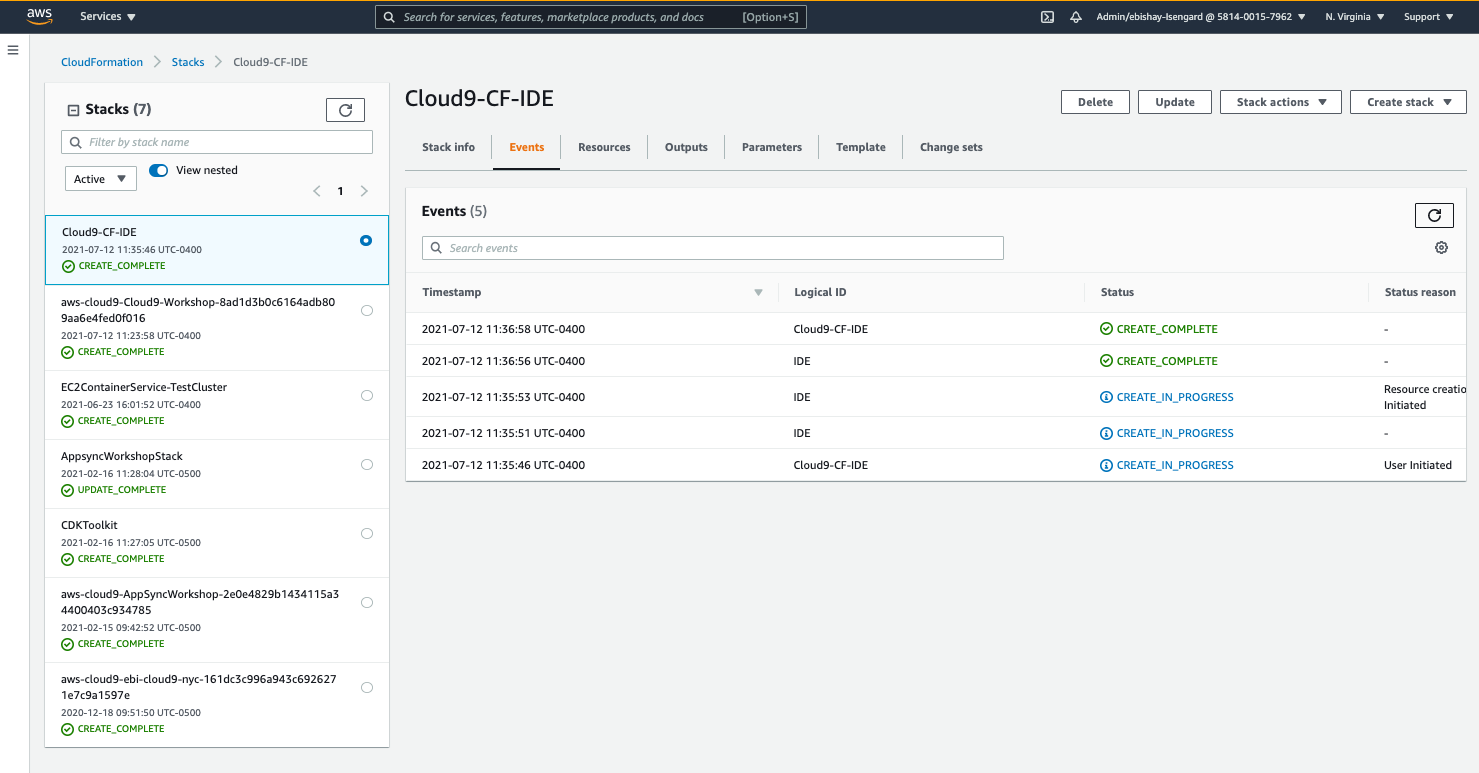 aws
Services
Search for services, features, marketplace products, and docs [Option+S]
Admin/ebishay-Isengard @ 5814-0015-7962
N. Virginia
Support
CloudFormation
Stacks
Cloud9-CF-IDE
Stacks (7)
Filter by stack name
Active
View nested
1
Cloud9-CF-IDE
2021-07-12 11:35:46 UTC-0400
CREATE_COMPLETE
aws-cloud9-Cloud9-Workshop-8ad1d3b0c6164adb80
9aa6e4fed0f016
2021-07-12 11:23:58 UTC-0400
CREATE_COMPLETE
EC2ContainerService-TestCluster
2021-06-23 16:01:52 UTC-0400
CREATE_COMPLETE
AppsyncWorkshopStack
2021-02-16 11:28:04 UTC-0500
UPDATE_COMPLETE
CDKToolkit
2021-02-16 11:27:05 UTC-0500
CREATE_COMPLETE
aws-cloud9-AppSyncWorkshop-2e0e4829b1434115a3
4400403c934785
2021-02-15 09:42:52 UTC-0500
CREATE_COMPLETE
aws-cloud9-ebi-cloud9-nyc-161dc3c996a943c692627
1e7c9a1597e
2020-12-18 09:51:50 UTC-0500
CREATE_COMPLETE
Cloud9-CF-IDE
Delete
Update
Stack actions
Create stack
Stack info
Events
Resources
Outputs
Parameters
Template
Change sets
Events (5)
Search events
Timestamp Logical ID Status Status reason
2021-07-12 11:36:58 UTC-0400 Cloud9-CF-IDE CREATE_COMPLETE -
2021-07-12 11:36:56 UTC-0400 IDE CREATE_COMPLETE -
2021-07-12 11:35:53 UTC-0400 IDE CREATE_IN_PROGRESS Resource creatio
Initiated
2021-07-12 11:35:51 UTC-0400 IDE CREATE_IN_PROGRESS -
2021-07-12 11:35:46 UTC-0400 Cloud9-CF-IDE CREATE_IN_PROGRESS User Initiated